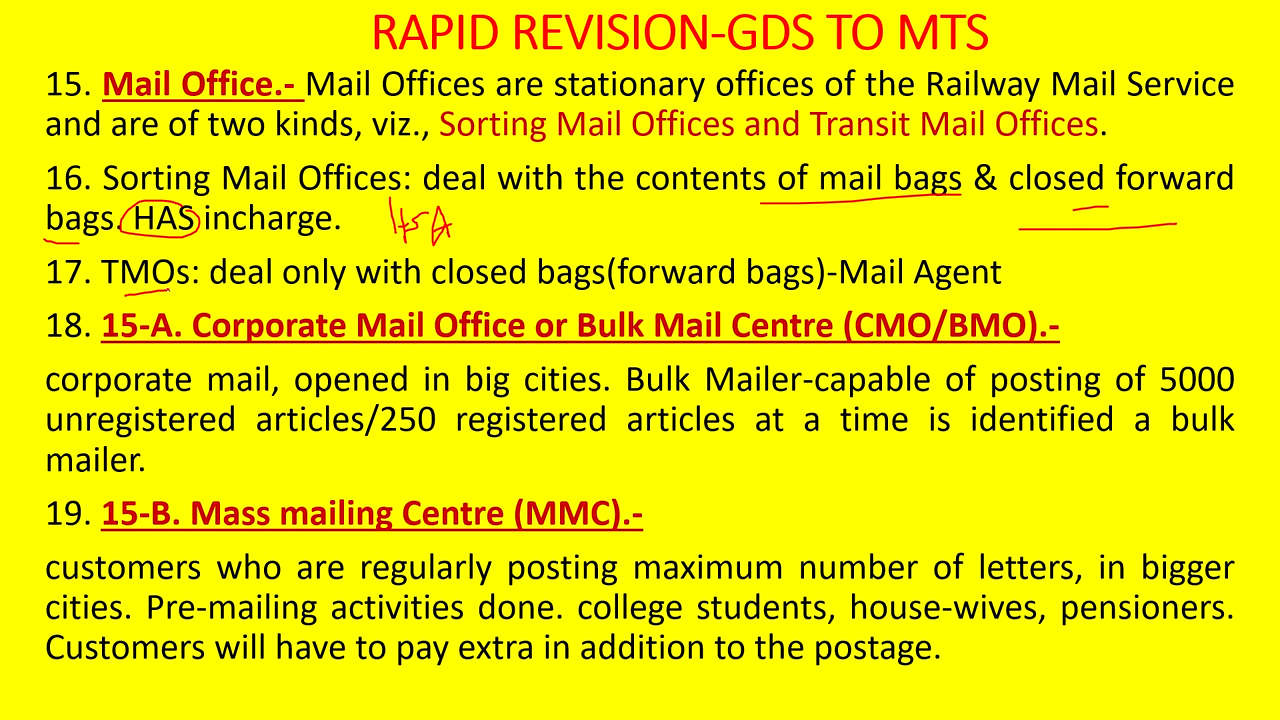 RAPID REVISION-GDS TO MTS
15. Mail Office.- Mail Offices are stationary offices of the Railway Mail Service
and are of two kinds, viz., Sorting Mail Offices and Transit Mail Offices.
16. Sorting Mail Offices: deal with the contents of mail bags & closed forward
bags. HAS incharge. HSA
17. TMOs: deal only with closed bags(forward bags)-Mail Agent
18. 15-A. Corporate Mail Office or Bulk Mail Centre (CMO/BMO).-
corporate mail, opened in big cities. Bulk Mailer-capable of posting of 5000
unregistered articles/250 registered articles at a time is identified a bulk
mailer.
19. 15-B. Mass mailing Centre (MMC).-
customers who are regularly posting maximum number of letters, in bigger
cities. Pre-mailing activities done. college students, house-wives, pensioners.
Customers will have to pay extra in addition to the postage.